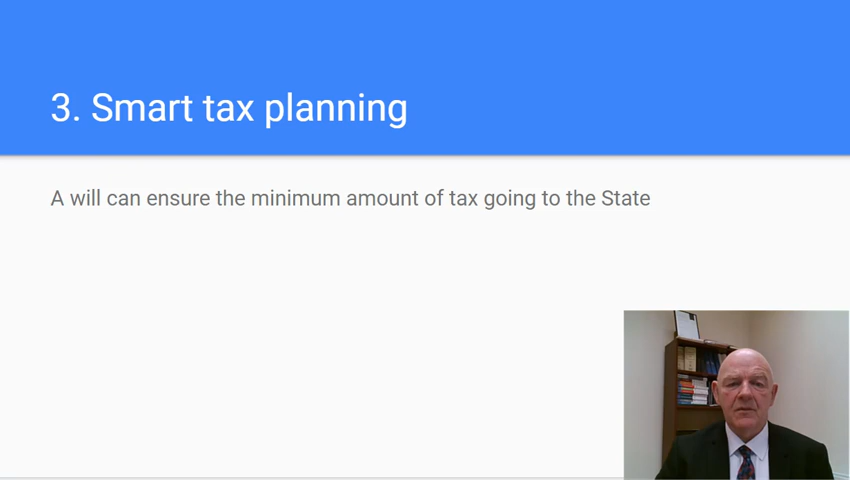 3. Smart tax planning
A will can ensure the minimum amount of tax going to the State